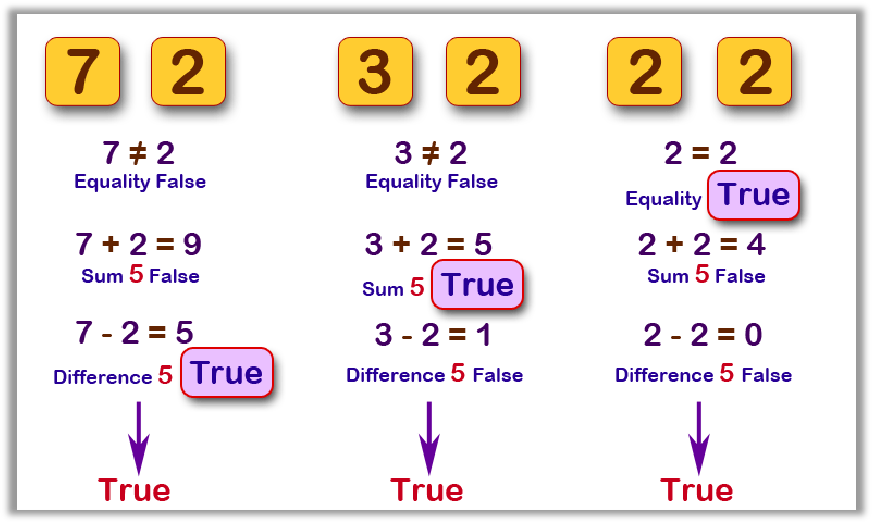 7 2
7 ≠ 2
Equality False
7 + 2 = 9
Sum 5 False
7 - 2 = 5
Difference 5 True
True
3 2
3 ≠ 2
Equality False
3 + 2 = 5
Sum 5 True
3 - 2 = 1
Difference 5 False
True
2 2
2 = 2
Equality True
2 + 2 = 4
Sum 5 False
2 - 2 = 0
Difference 5 False
True